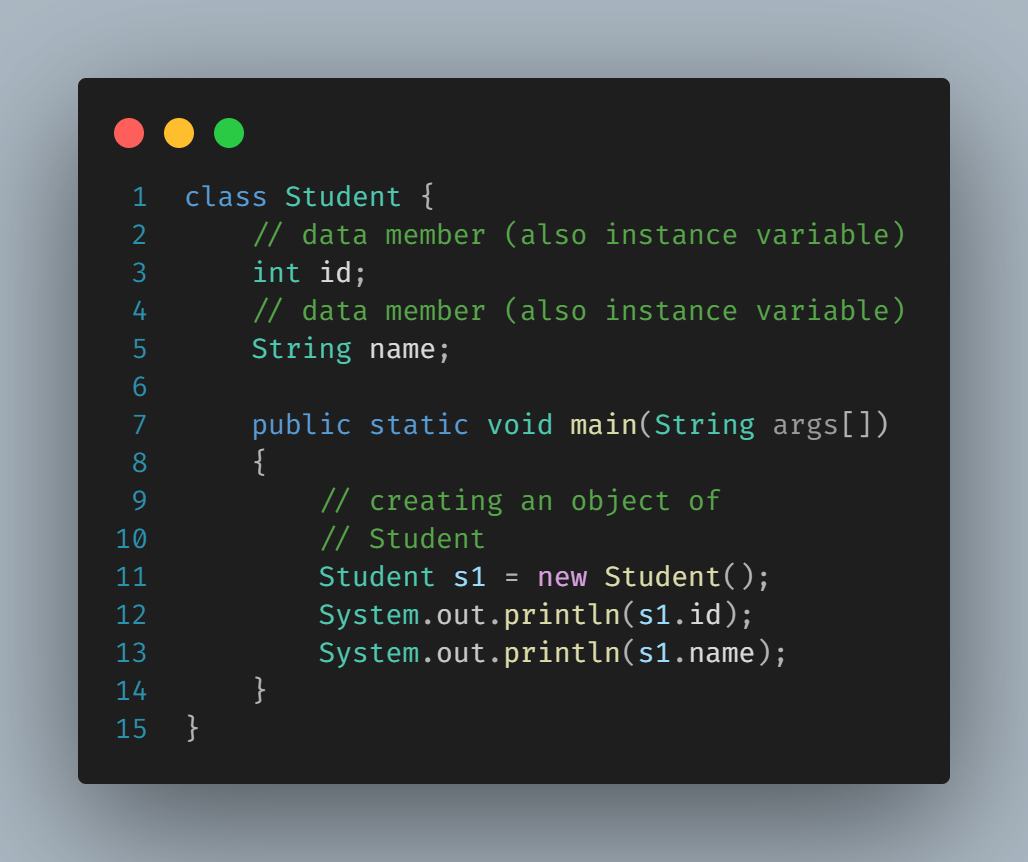 1 class Student {
2     // data member (also instance variable)
3     int id;
4     // data member (also instance variable)
5     String name;
6
7     public static void main(String args[])
8     {
9         // creating an object of
10         // Student
11         Student s1 = new Student();
12         System.out.println(s1.id);
13         System.out.println(s1.name);
14     }
15 }